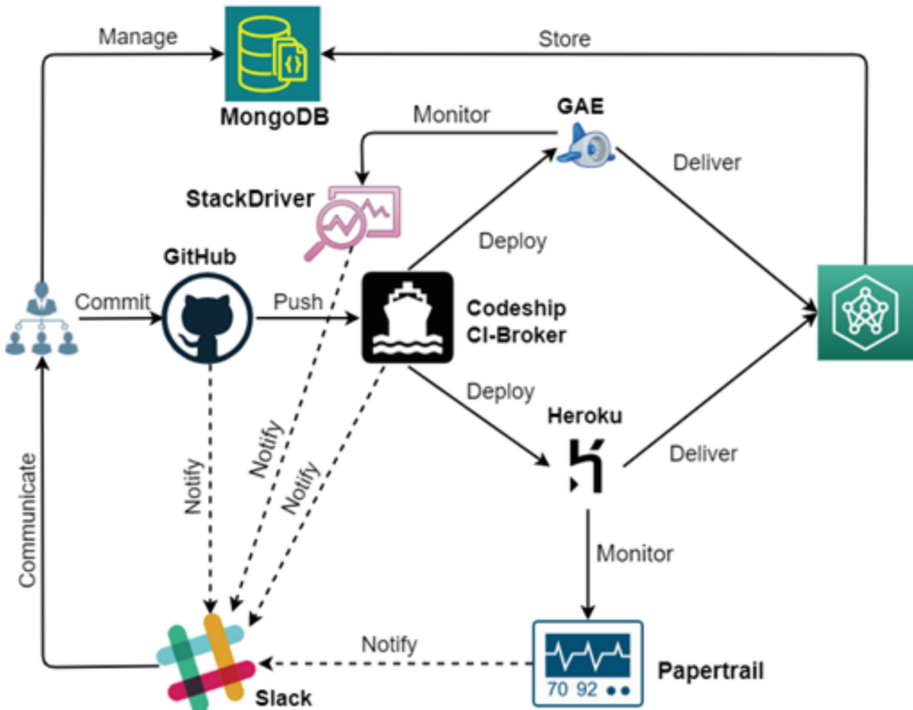 Manage
Store
MongoDB
GAE
Monitor
Deliver
StackDriver
GitHub
Deploy
Commit
Push
Codeship
CI-Broker
Deploy
Heroku
Deliver
Notify
Notify
Notify
Communicate
Monitor
Notify
Papertrail
70 92
Slack